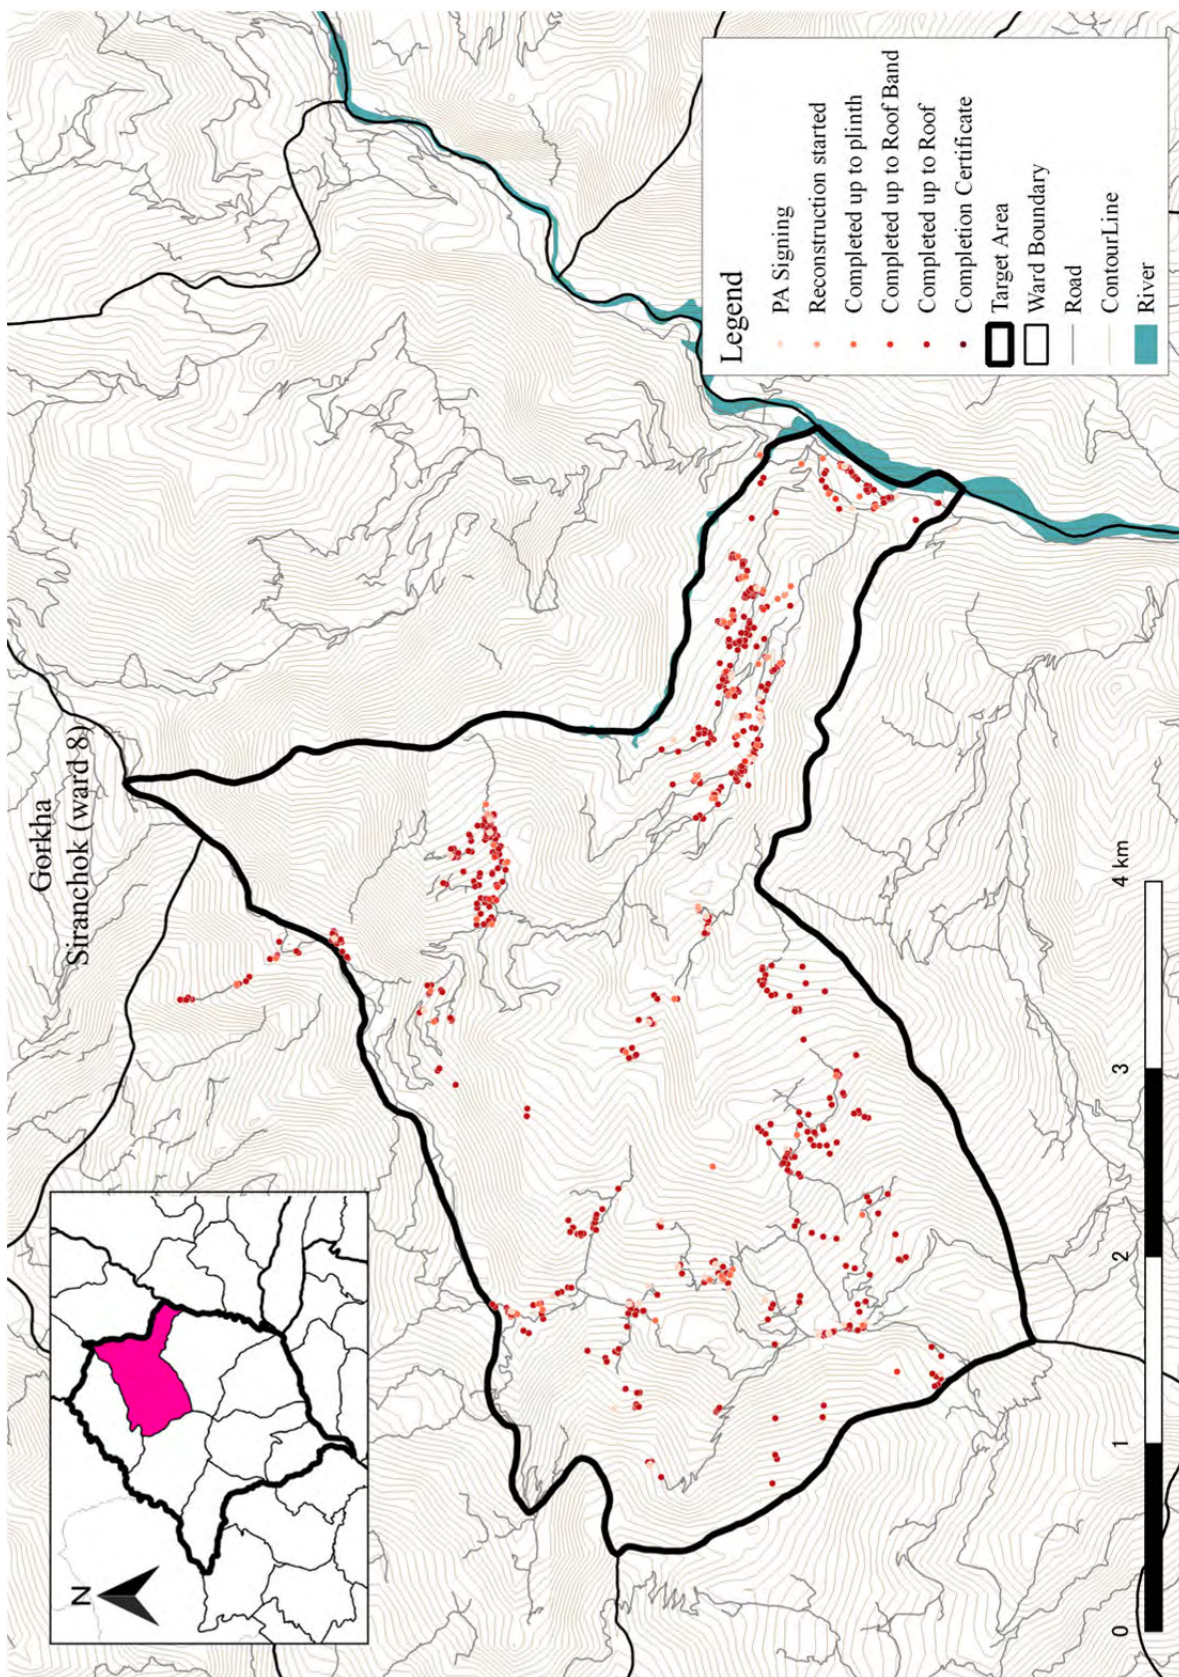 Gorkha
Siranchok (ward 8)
N
Legend
PA Signing
Reconstruction started
Completed up to plinth
Completed up to Roof Band
Completed up to Roof
Completion Certificate
Target Area
Ward Boundary
Road
ContourLine
River
0 1 2 3 4 km